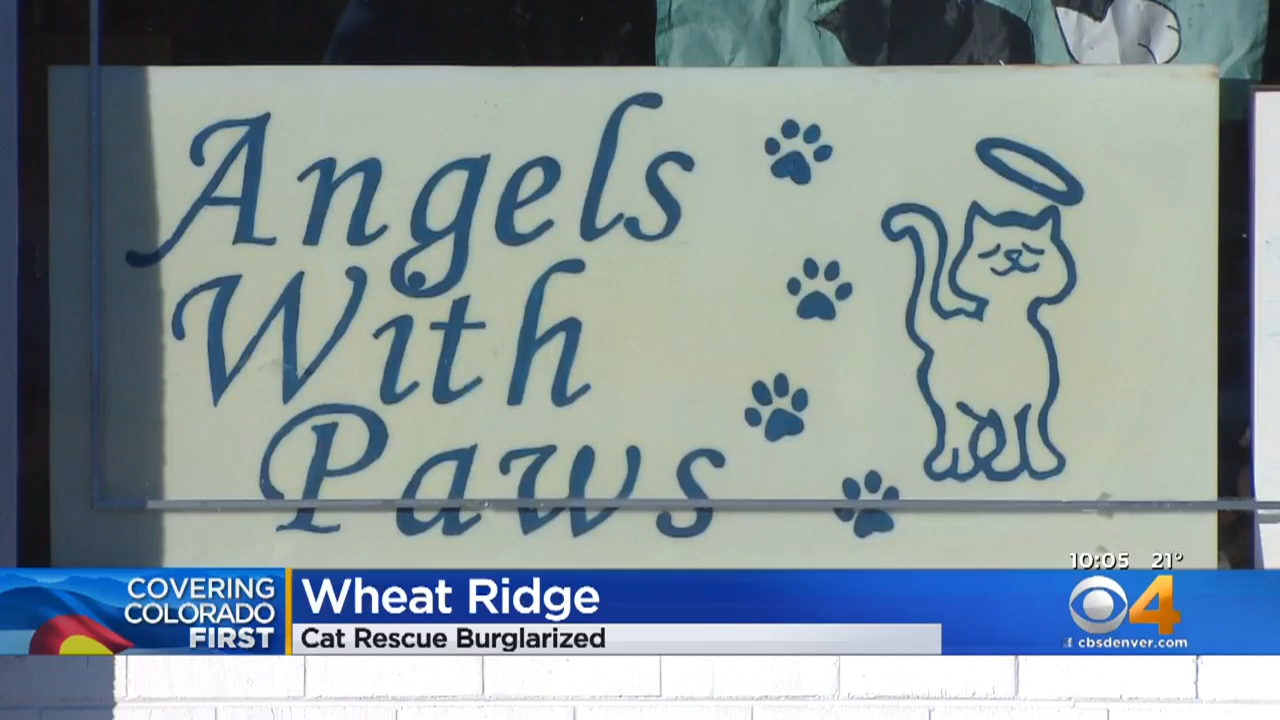 Angels
With
Paws
10:05 21°
COVERING
COLORADO
FIRST
Wheat Ridge
Cat Rescue Burglarized
4
cbsdenver.com